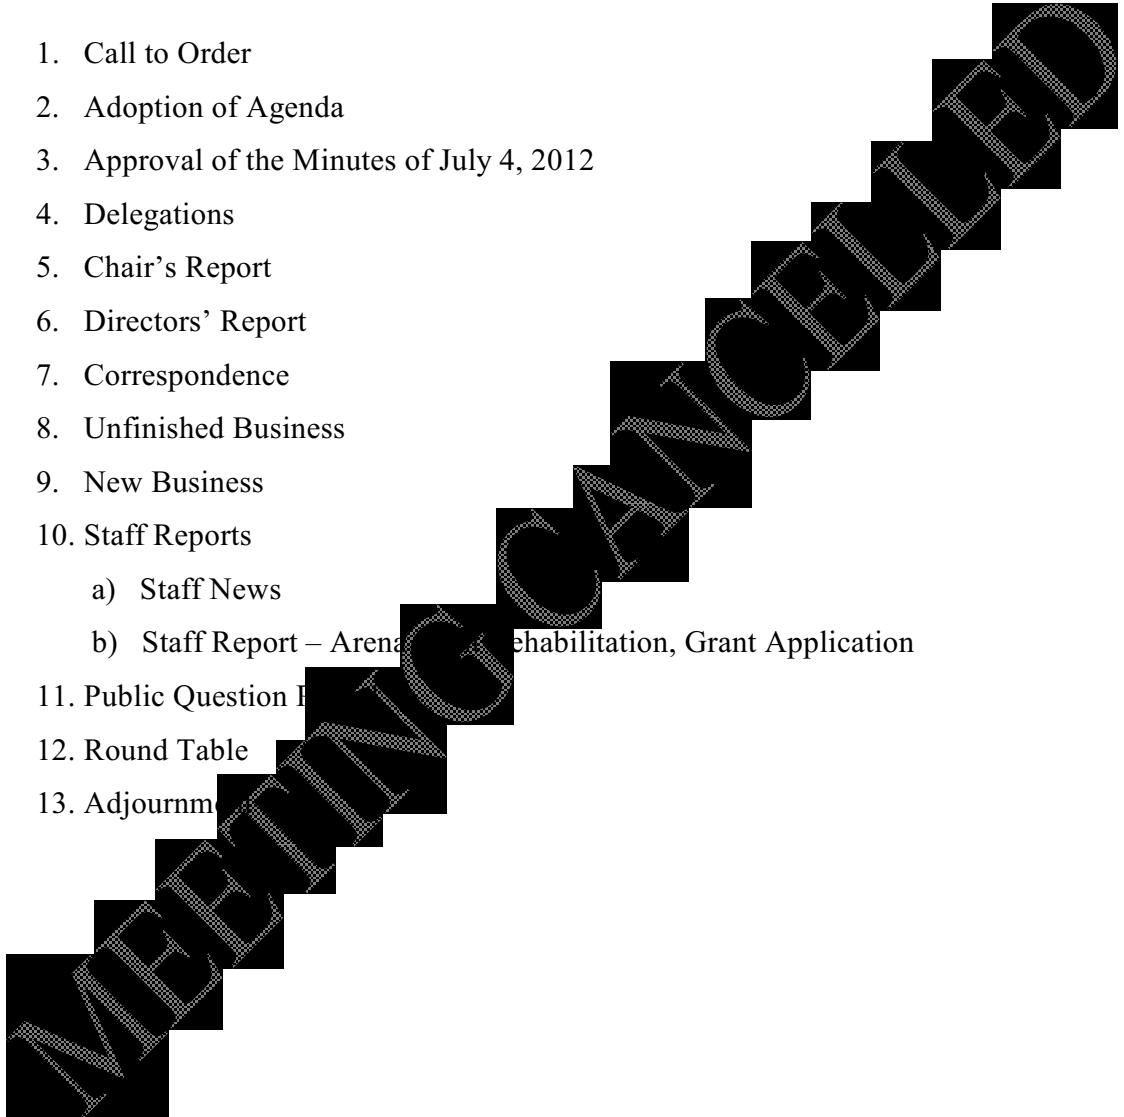 1. Call to Order
2. Adoption of Agenda
3. Approval of the Minutes of July 4, 2012
4. Delegations
5. Chair’s Report
6. Directors’ Report
7. Correspondence
8. Unfinished Business
9. New Business
10. Staff Reports
a) Staff News
b) Staff Report – Arena Grant Application
11. Public Question
12. Round Table
13.
MEETING CANCELLED